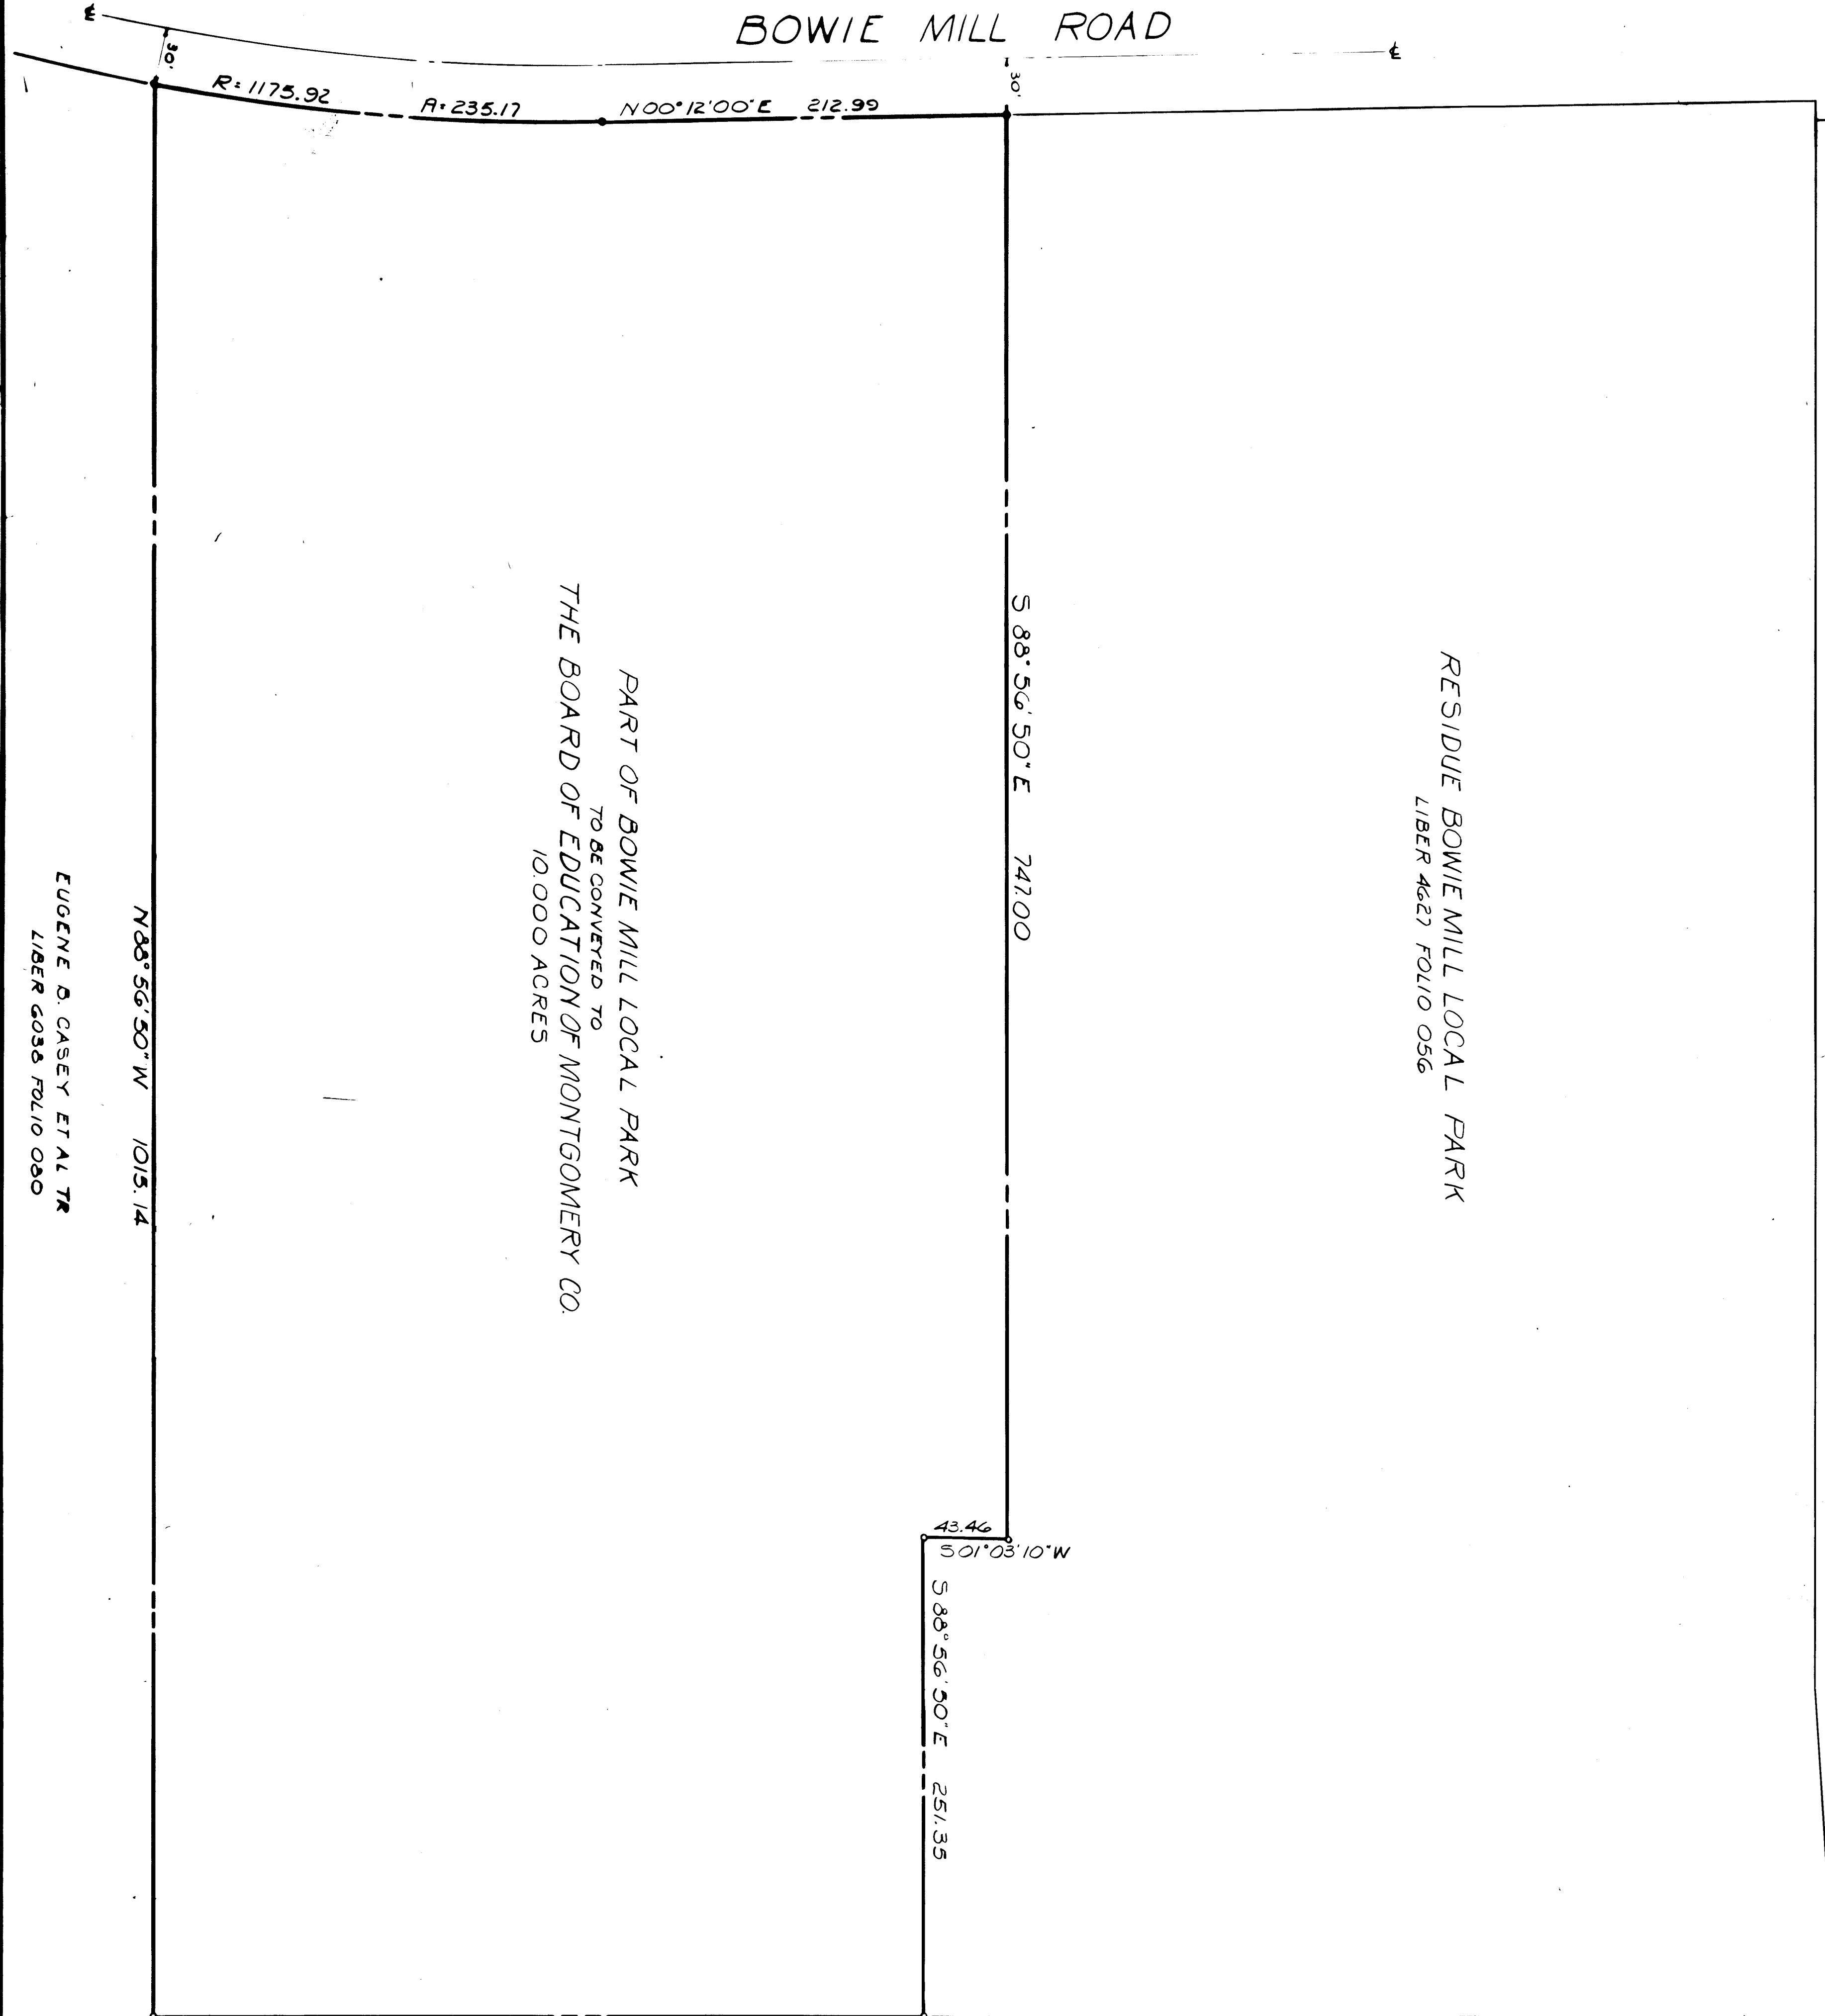 BOWIE MILL ROAD
℄
℄
30'
30'
R= 1175.92
A= 235.17
N00°12'00"E 212.99
S 88°56'50"E 747.00
RESIDUE BOWIE MILL LOCAL PARK
LIBER 4627 FOLIO 056
PART OF BOWIE MILL LOCAL PARK
TO BE CONVEYED TO
THE BOARD OF EDUCATION OF MONTGOMERY CO.
10.000 ACRES
N88°56'50"W 1015.14
EUGENE B. CASEY ET AL TR
LIBER 6038 FOLIO 080
43.46
S01°03'10"W
S 88°56'50"E 251.35